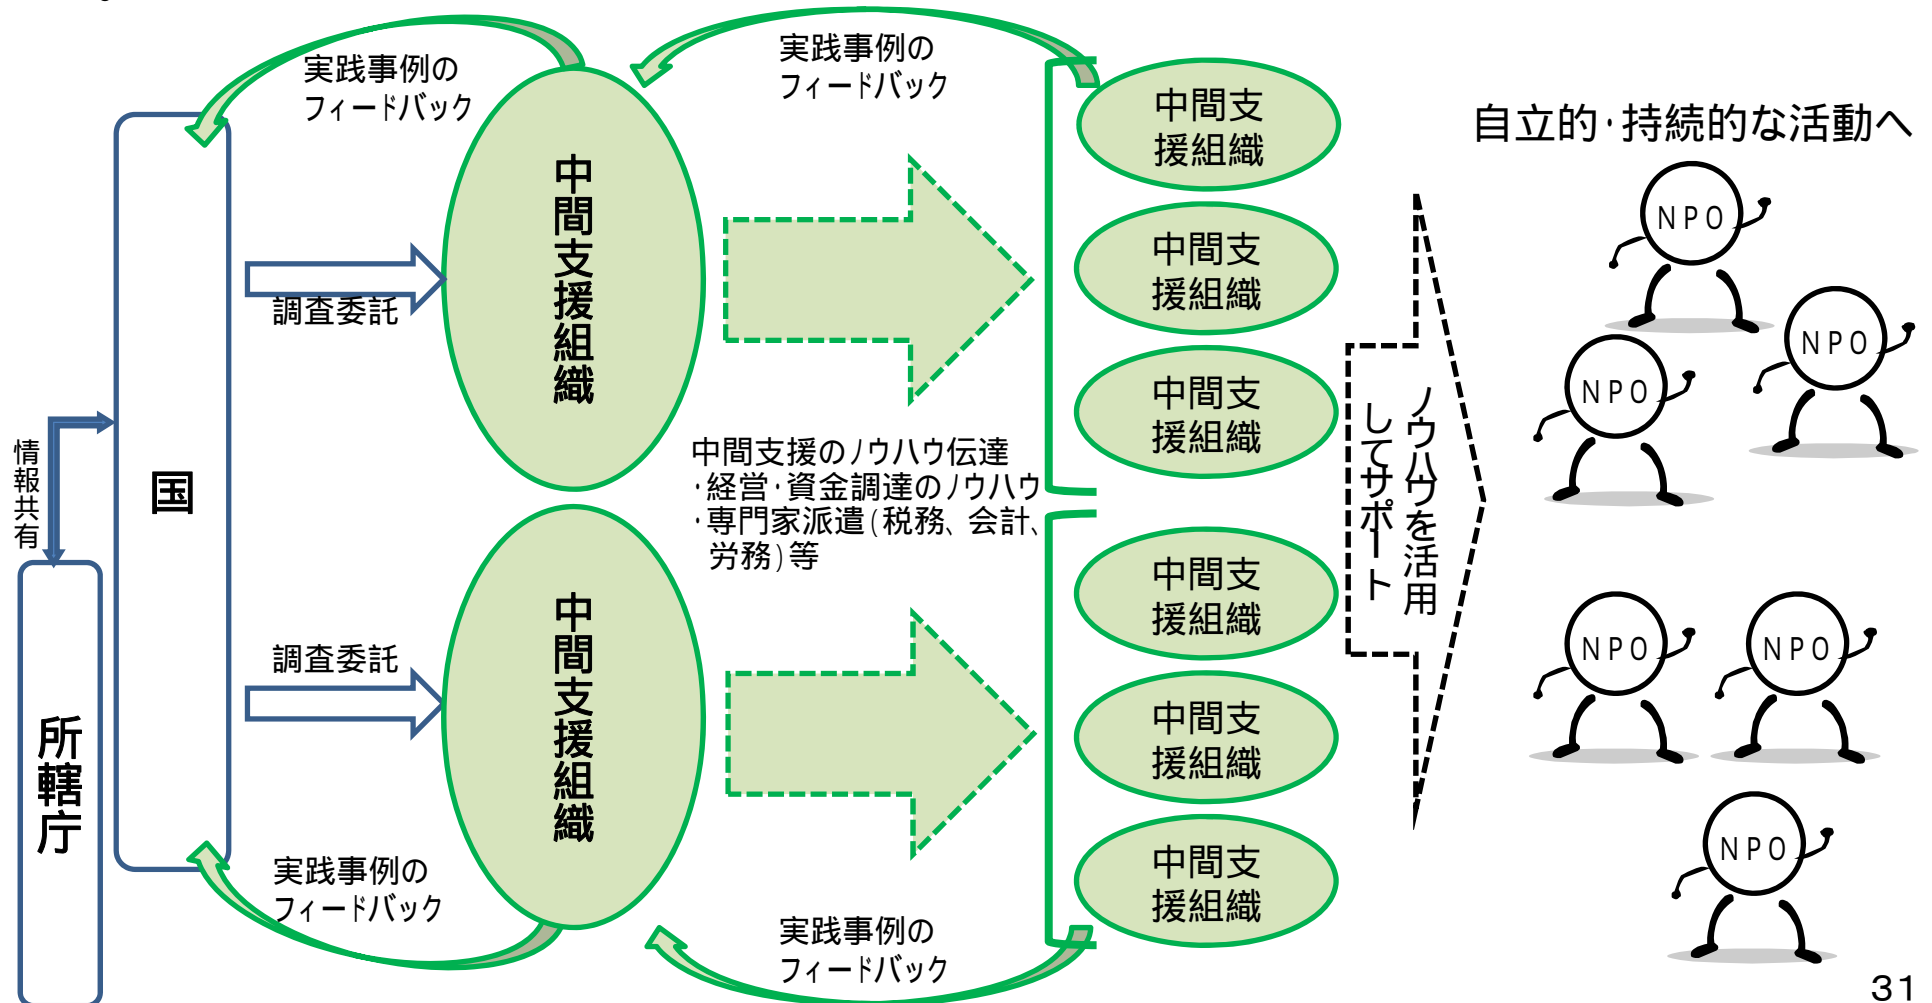 実践事例の
フィードバック
実践事例の
フィードバック
自立的・持続的な活動へ
中間支
援組織
中間支援組織
調査委託
中間支
援組織
中間支
援組織
情報共有
国
中間支援のノウハウ伝達
・経営・資金調達のノウハウ
・専門家派遣(税務、会計、
労務)等
ノウハウを活用
してサポート
中間支
援組織
調査委託
中間支援組織
中間支
援組織
中間支
援組織
所轄庁
実践事例の
フィードバック
実践事例の
フィードバック
NPO
NPO
NPO
NPO
NPO
NPO
31